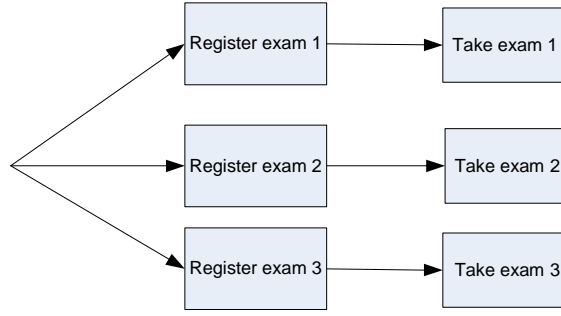 Register exam 1
Take exam 1
Register exam 2
Take exam 2
Register exam 3
Take exam 3